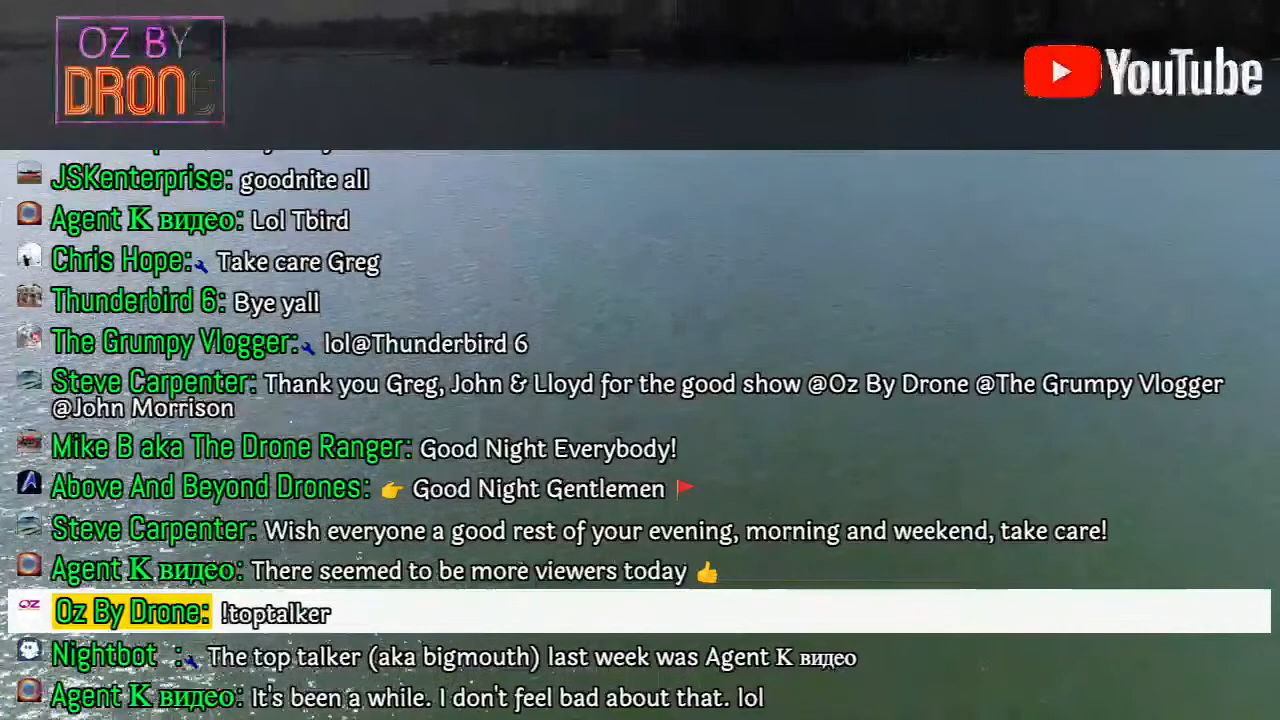 OZ BY
DRONE
YouTube
JSKenterprise: goodnite all
Agent К видео: Lol Tbird
Chris Hope: Take care Greg
Thunderbird 6: Bye yall
The Grumpy Vlogger: lol@Thunderbird 6
Steve Carpenter: Thank you Greg, John & Lloyd for the good show @Oz By Drone @The Grumpy Vlogger
@John Morrison
Mike B aka The Drone Ranger: Good Night Everybody!
Above And Beyond Drones: 👉 Good Night Gentlemen 🚩
Steve Carpenter: Wish everyone a good rest of your evening, morning and weekend, take care!
Agent К видео: There seemed to be more viewers today 👍
OZ
Oz By Drone: !toptalker
Nightbot : The top talker (aka bigmouth) last week was Agent К видео
Agent К видео: It's been a while. I don't feel bad about that. lol